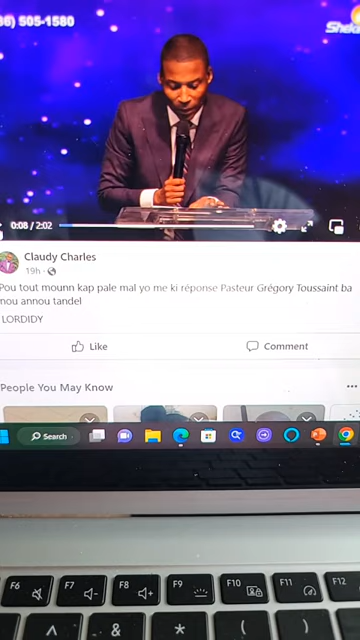 505-1580
Shek
0:08 / 2:02
Claudy Charles
19h ·
Pou tout mounn kap pale mal yo me ki réponse Pasteur Grégory Toussaint ba
nou annou tandel
LORDIDY
Like
Comment
People You May Know
Search
F6
F7
F8
F9
F10
F11
F12
^
&
*
(
)